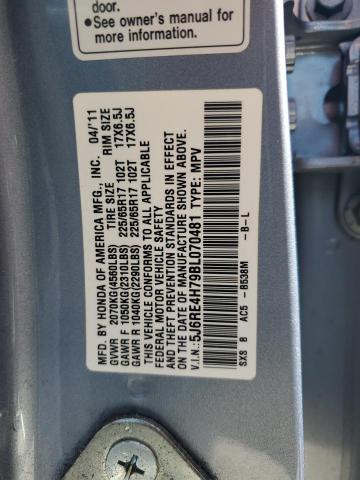 door.
● See owner's manual for
more information.
MFD. BY HONDA OF AMERICA MFG., INC. 04/'11
TIRE SIZE RIM SIZE
GVWR 2070KG(4560LBS)
GAWR F 1050KG(2310LBS) 225/65R17 102T 17X6.5J
GAWR R 1040KG(2290LBS) 225/65R17 102T 17X6.5J
THIS VEHICLE CONFORMS TO ALL APPLICABLE
FEDERAL MOTOR VEHICLE SAFETY
AND THEFT PREVENTION STANDARDS IN EFFECT
ON THE DATE OF MANUFACTURE SHOWN ABOVE.
V.I.N.: 5J6RE4H79BL070481 TYPE: MPV
SXS B AC5 - B538M -B-L